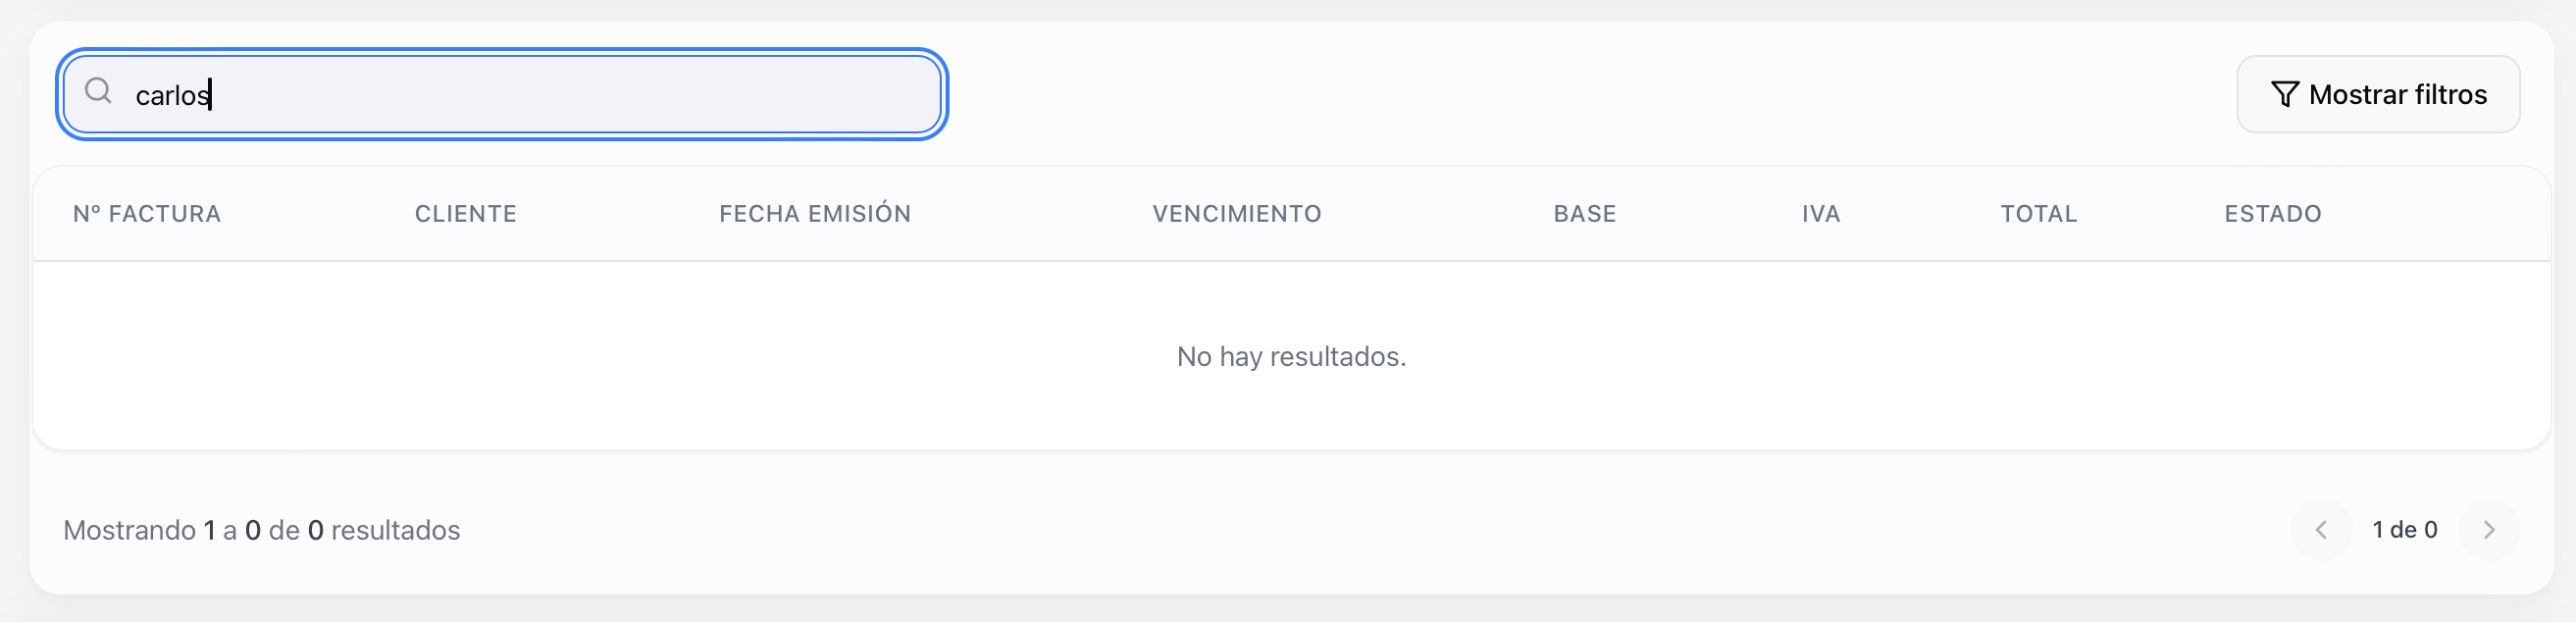 carlos
Mostrar filtros
Nº FACTURA CLIENTE FECHA EMISIÓN VENCIMIENTO BASE IVA TOTAL ESTADO
No hay resultados.
Mostrando 1 a 0 de 0 resultados
1 de 0